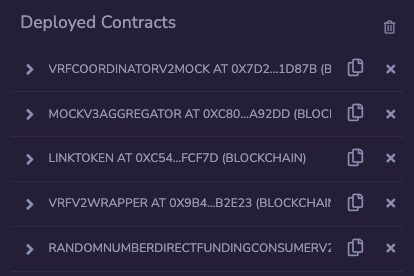 Deployed Contracts
VRFCOORDINATORV2MOCK AT 0X7D2...1D87B (B
MOCKV3AGGREGATOR AT 0XC80...A92DD (BLOCI
LINKTOKEN AT 0XC54...FCF7D (BLOCKCHAIN)
VRFV2WRAPPER AT 0X9B4...B2E23 (BLOCKCHAIN
RANDOMNUMBERDIRECTFUNDINGCONSUMERV2